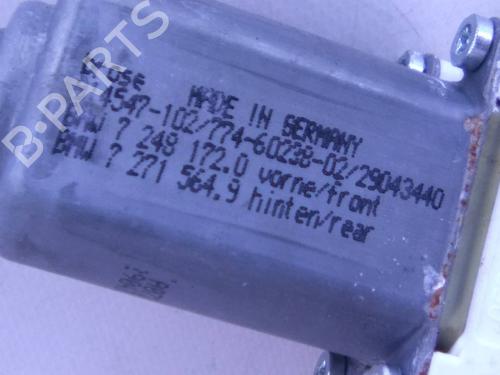 B-PARTS
Brose
MADE IN GERMANY
4547-102/774-60238-02/29043440
BMW 7 248 172.0 vorne/front
BMW 7 271 564.9 hinten/rear